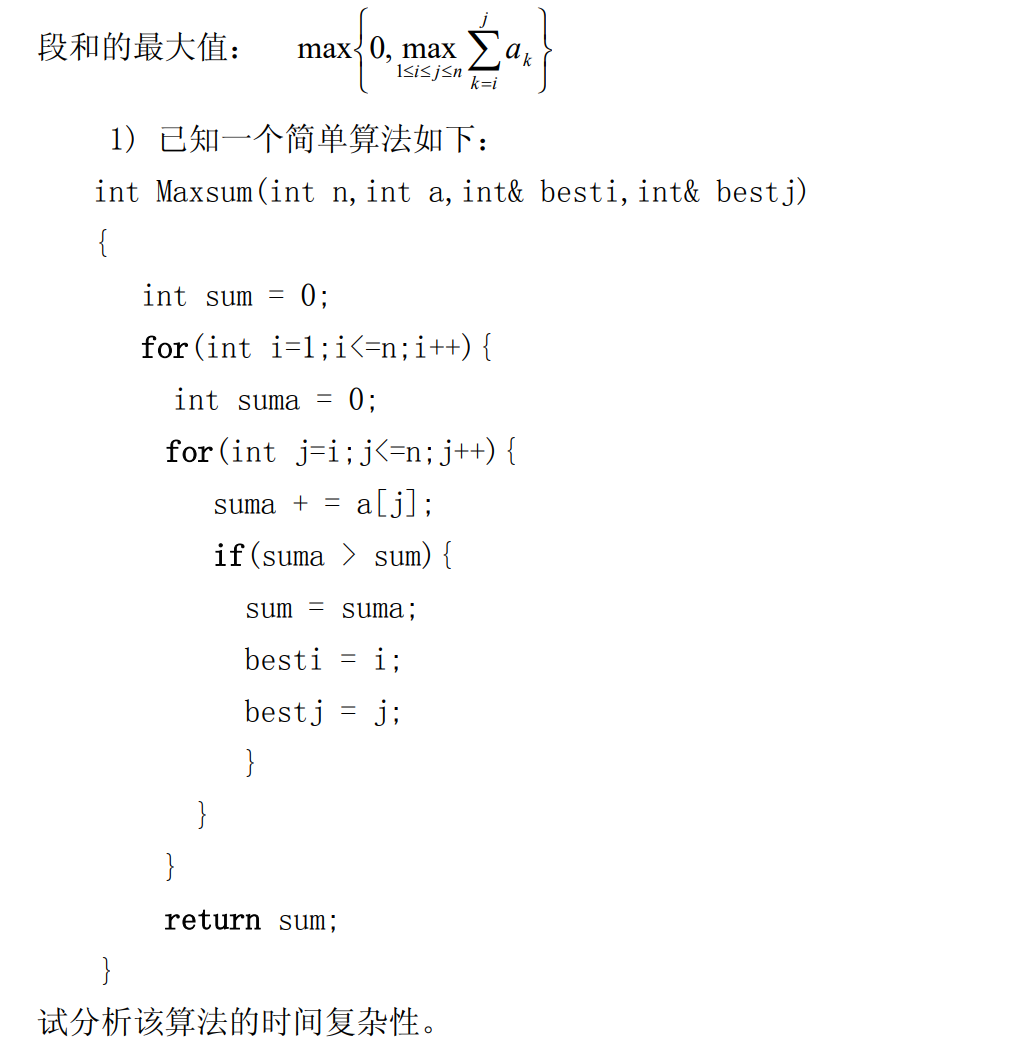 段和的最大值： max{0, max 1≤i≤j≤n ∑ k=i j a k}
1) 已知一个简单算法如下：
int Maxsum(int n,int a,int& besti,int& bestj)
{
int sum = 0;
for(int i=1;i<=n;i++){
int suma = 0;
for(int j=i;j<=n;j++){
suma + = a[j];
if(suma > sum){
sum = suma;
besti = i;
bestj = j;
}
}
}
return sum;
}
试分析该算法的时间复杂性。